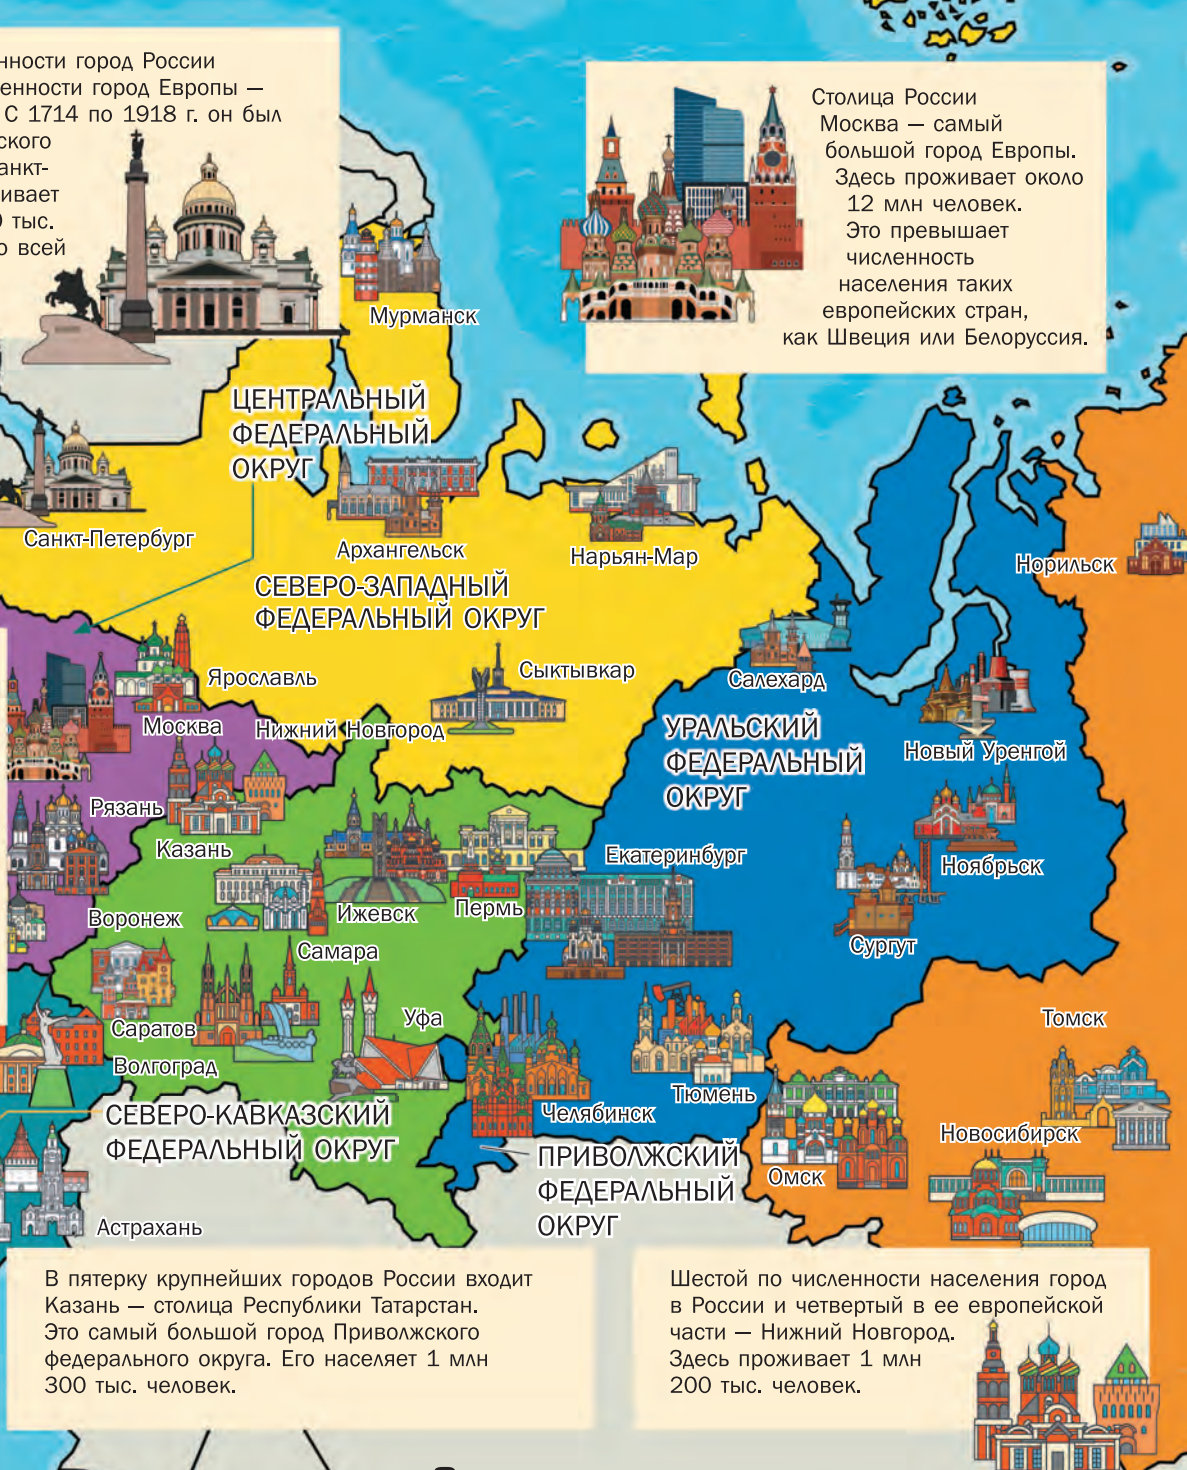 нности город России
енности город Европы —
С 1714 по 1918 г. он был
ского
анкт-
ивает
тыс.
о всей
Столица России
Москва — самый
большой город Европы.
Здесь проживает около
12 млн человек.
Это превышает
численность
населения таких
европейских стран,
как Швеция или Белоруссия.
Мурманск
ЦЕНТРАЛЬНЫЙ
ФЕДЕРАЛЬНЫЙ
ОКРУГ
Санкт-Петербург
Архангельск
Нарьян-Мар
Норильск
СЕВЕРО-ЗАПАДНЫЙ
ФЕДЕРАЛЬНЫЙ ОКРУГ
Ярославль
Сыктывкар
Салехард
Москва
Нижний Новгород
УРАЛЬСКИЙ
ФЕДЕРАЛЬНЫЙ
ОКРУГ
Новый Уренгой
Рязань
Казань
Екатеринбург
Ноябрьск
Воронеж
Ижевск
Пермь
Самара
Сургут
Саратов
Уфа
Томск
Волгоград
Тюмень
Челябинск
СЕВЕРО-КАВКАЗСКИЙ
ФЕДЕРАЛЬНЫЙ ОКРУГ
Новосибирск
ПРИВОЛЖСКИЙ
ФЕДЕРАЛЬНЫЙ
ОКРУГ
Омск
Астрахань
В пятерку крупнейших городов России входит
Казань — столица Республики Татарстан.
Это самый большой город Приволжского
федерального округа. Его населяет 1 млн
300 тыс. человек.
Шестой по численности населения город
в России и четвертый в ее европейской
части — Нижний Новгород.
Здесь проживает 1 млн
200 тыс. человек.